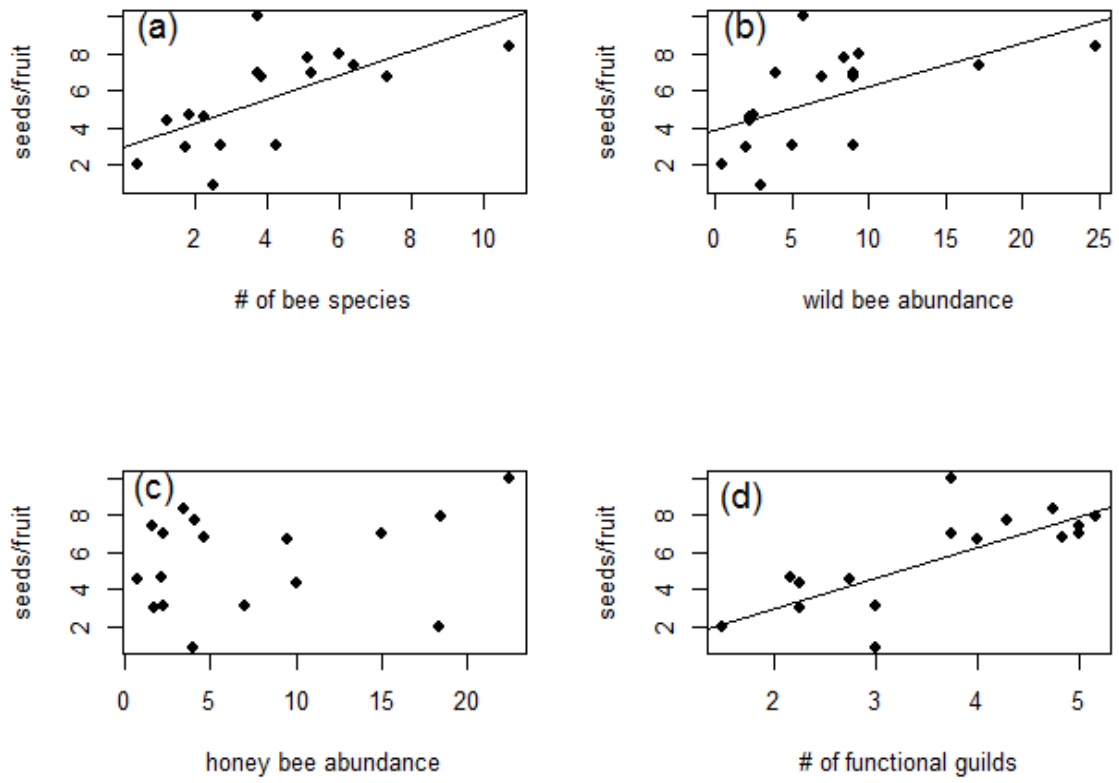 (a)
seeds/fruit
2 4 6 8
2 4 6 8 10
# of bee species
(b)
seeds/fruit
2 4 6 8
0 5 10 15 20 25
wild bee abundance
(c)
seeds/fruit
2 4 6 8
0 5 10 15 20
honey bee abundance
(d)
seeds/fruit
2 4 6 8
2 3 4 5
# of functional guilds